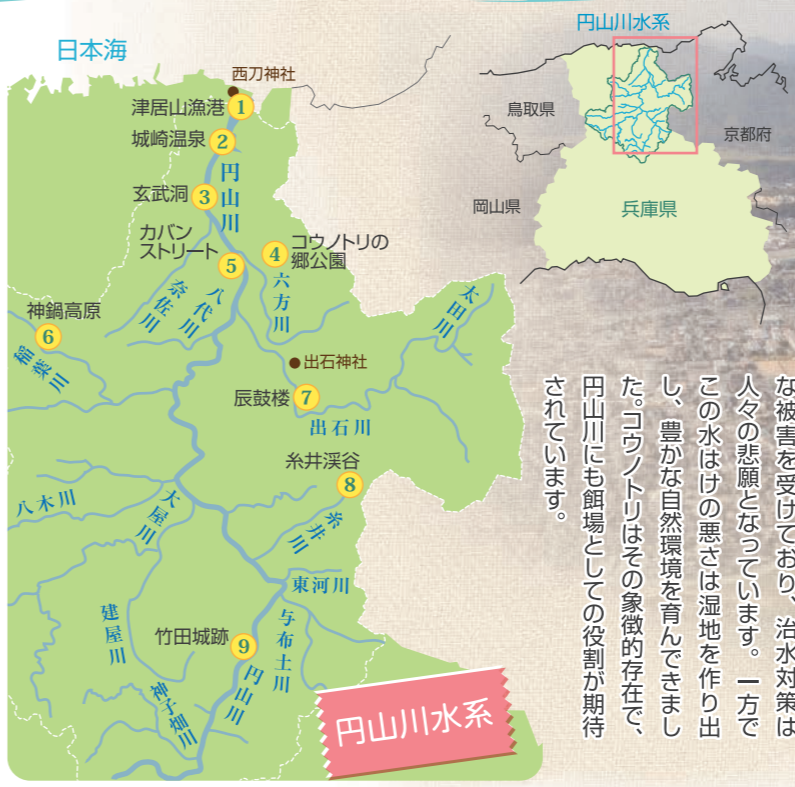 日本海
西刀神社
津居山漁港
1
城崎温泉
2
円山川
玄武洞
3
カバン
ストリート
5
コウノトリの
郷公園
4
六方川
八代川
奈佐川
太田川
神鍋高原
6
稲葉川
出石神社
辰鼓楼
7
出石川
糸井渓谷
8
糸井川
八木川
大屋川
東河川
建屋川
与布土川
竹田城跡
9
円山川
神子畑川
円山川水系
円山川水系
鳥取県
京都府
岡山県
兵庫県
な被害を受けており、治水対策は
人々の悲願となっています。一方で
この水はけの悪さは湿地を作り出
し、豊かな自然環境を育んできまし
た。コウノトリはその象徴的存在で、
円山川にも餌場としての役割が期待
されています。